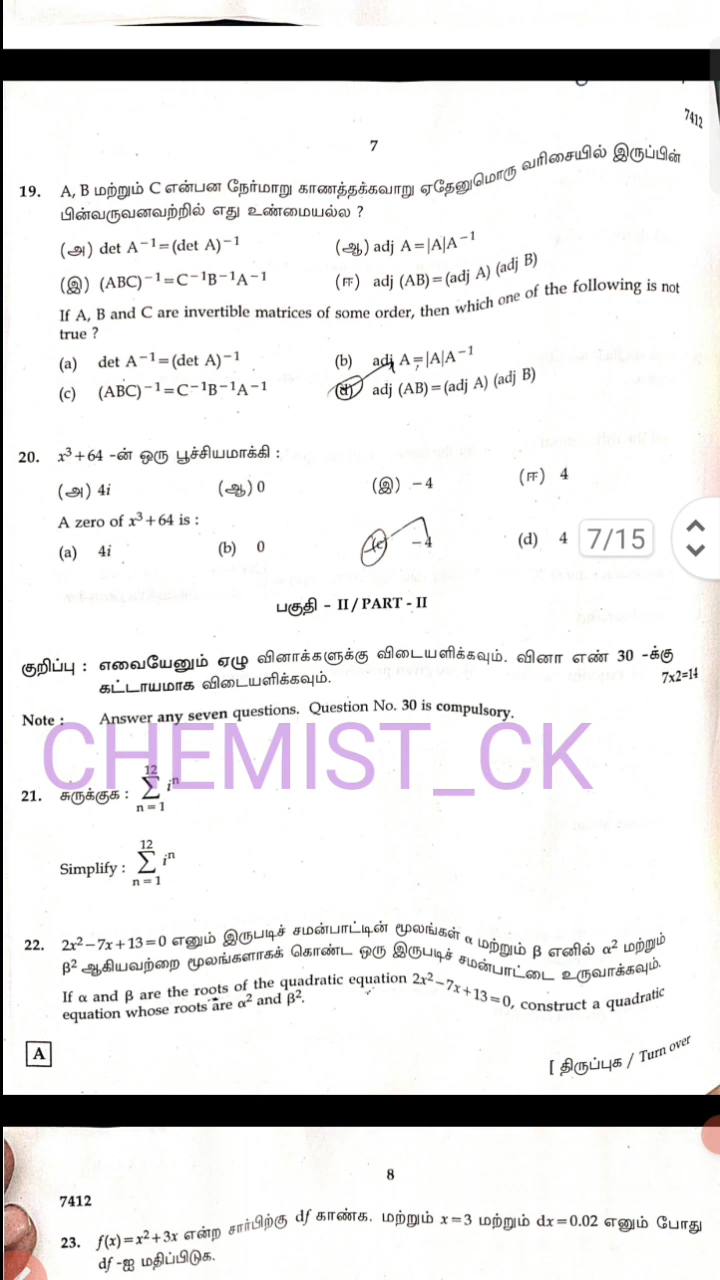 7412
7
19. A, B மற்றும் C என்பன நேர்மாறு காணத்தக்கவாறு ஏதேனுமொரு வரிசையில் இருப்பின்
பின்வருவனவற்றில் எது உண்மையல்ல ?
(அ) det A⁻¹=(det A)⁻¹ (ஆ) adj A=|A|A⁻¹
(இ) (ABC)⁻¹=C⁻¹B⁻¹A⁻¹ (ஈ) adj (AB)=(adj A) (adj B)
If A, B and C are invertible matrices of some order, then which one of the following is not
true ?
(a) det A⁻¹=(det A)⁻¹ (b) adj A=|A|A⁻¹
(c) (ABC)⁻¹=C⁻¹B⁻¹A⁻¹ (d) adj (AB)=(adj A) (adj B)
20. x³+64 -ன் ஒரு பூச்சியமாக்கி :
(அ) 4i (ஆ) 0 (இ) −4 (ஈ) 4
A zero of x³+64 is :
(a) 4i (b) 0 (c) −4 (d) 4
7/15
பகுதி - II / PART - II
குறிப்பு : எவையேனும் ஏழு வினாக்களுக்கு விடையளிக்கவும். வினா எண் 30 -க்கு
கட்டாயமாக விடையளிக்கவும். 7x2=14
Note : Answer any seven questions. Question No. 30 is compulsory.
CHEMIST_CK
21. சுருக்குக : 12 Σ n=1 iⁿ
Simplify : 12 Σ n=1 iⁿ
22. 2x²−7x+13=0 எனும் இருபடிச் சமன்பாட்டின் மூலங்கள் α மற்றும் β எனில் α² மற்றும்
β² ஆகியவற்றை மூலங்களாகக் கொண்ட ஒரு இருபடிச் சமன்பாட்டை உருவாக்கவும்.
If α and β are the roots of the quadratic equation 2x²−7x+13=0, construct a quadratic
equation whose roots are α² and β².
A
[ திருப்புக / Turn over
8
7412
23. f(x)=x²+3x என்ற சார்பிற்கு df காண்க. மற்றும் x=3 மற்றும் dx=0.02 எனும் போது
df -ஐ மதிப்பிடுக.